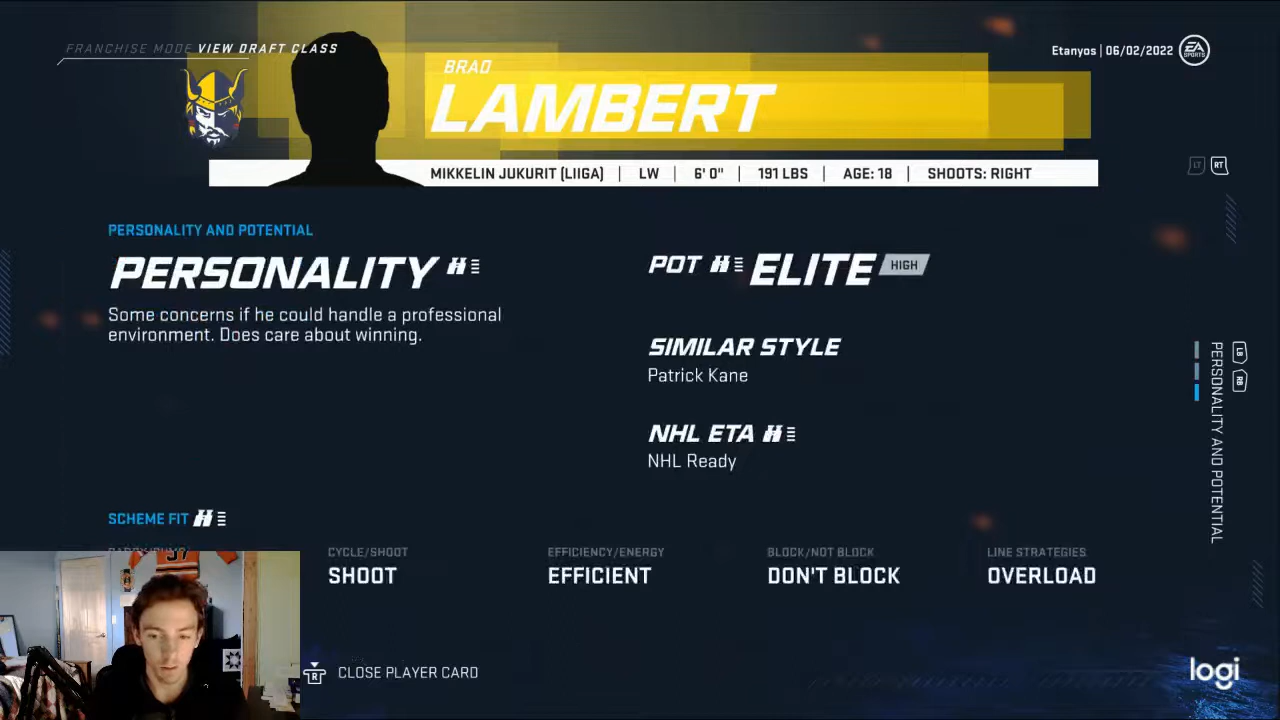 FRANCHISE MODE VIEW DRAFT CLASS
Etanyos | 06/02/2022
EA SPORTS
BRAD
LAMBERT
MIKKELIN JUKURIT (LIIGA) | LW | 6' 0" | 191 LBS | AGE: 18 | SHOOTS: RIGHT
LT RT
PERSONALITY AND POTENTIAL
PERSONALITY
Some concerns if he could handle a professional
environment. Does care about winning.
POT ELITE HIGH
SIMILAR STYLE
Patrick Kane
NHL ETA
NHL Ready
LB
RB
PERSONALITY AND POTENTIAL
SCHEME FIT
CYCLE/SHOOT
SHOOT
EFFICIENCY/ENERGY
EFFICIENT
BLOCK/NOT BLOCK
DON'T BLOCK
LINE STRATEGIES
OVERLOAD
R CLOSE PLAYER CARD
logi